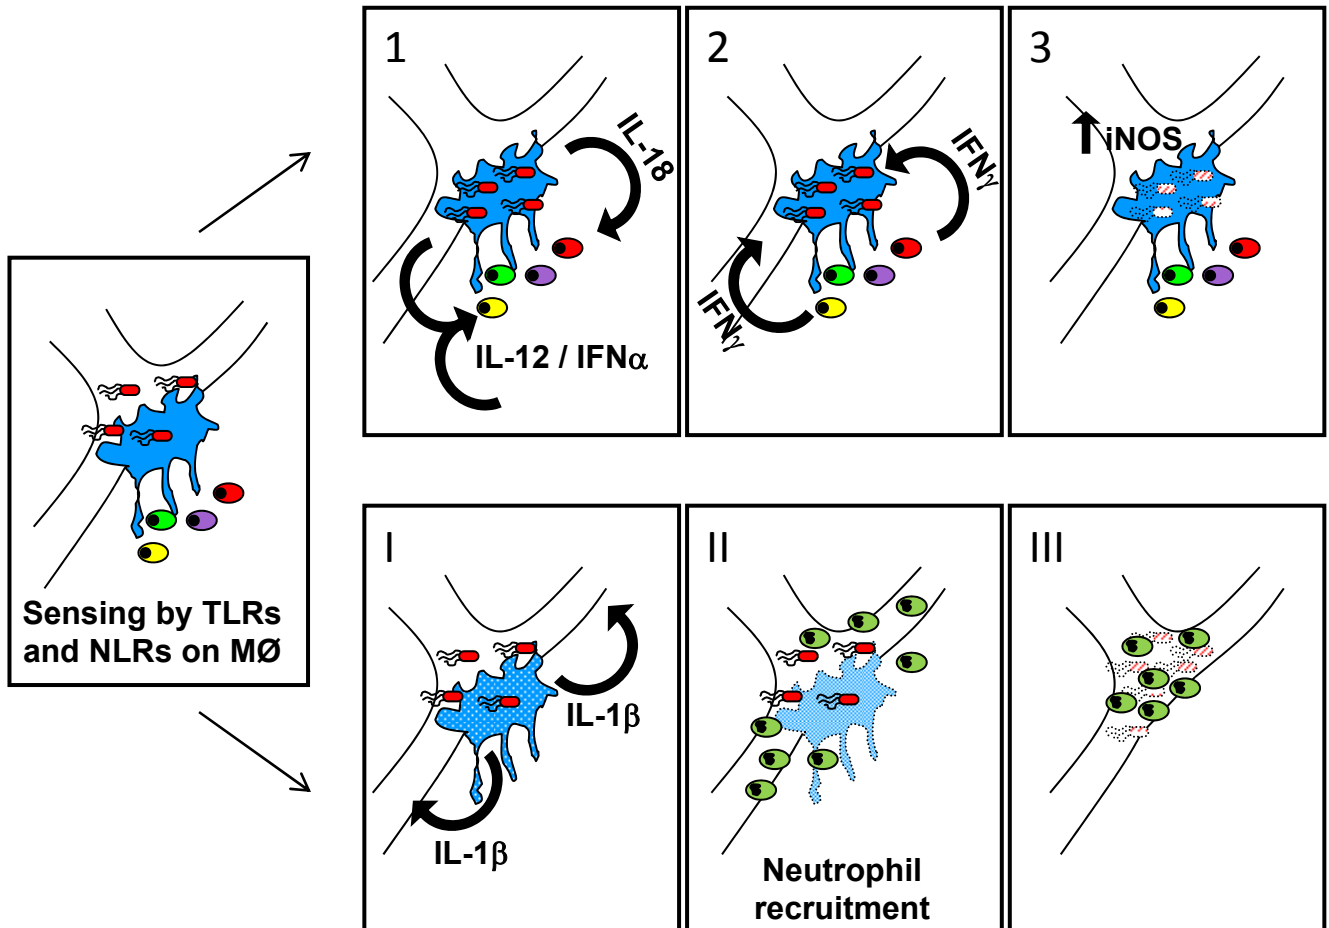 1
IL-18
IL-12 / IFNα
2
IFNγ
IFNγ
3
iNOS
Sensing by TLRs
and NLRs on MØ
I
IL-1β
IL-1β
II
Neutrophil
recruitment
III